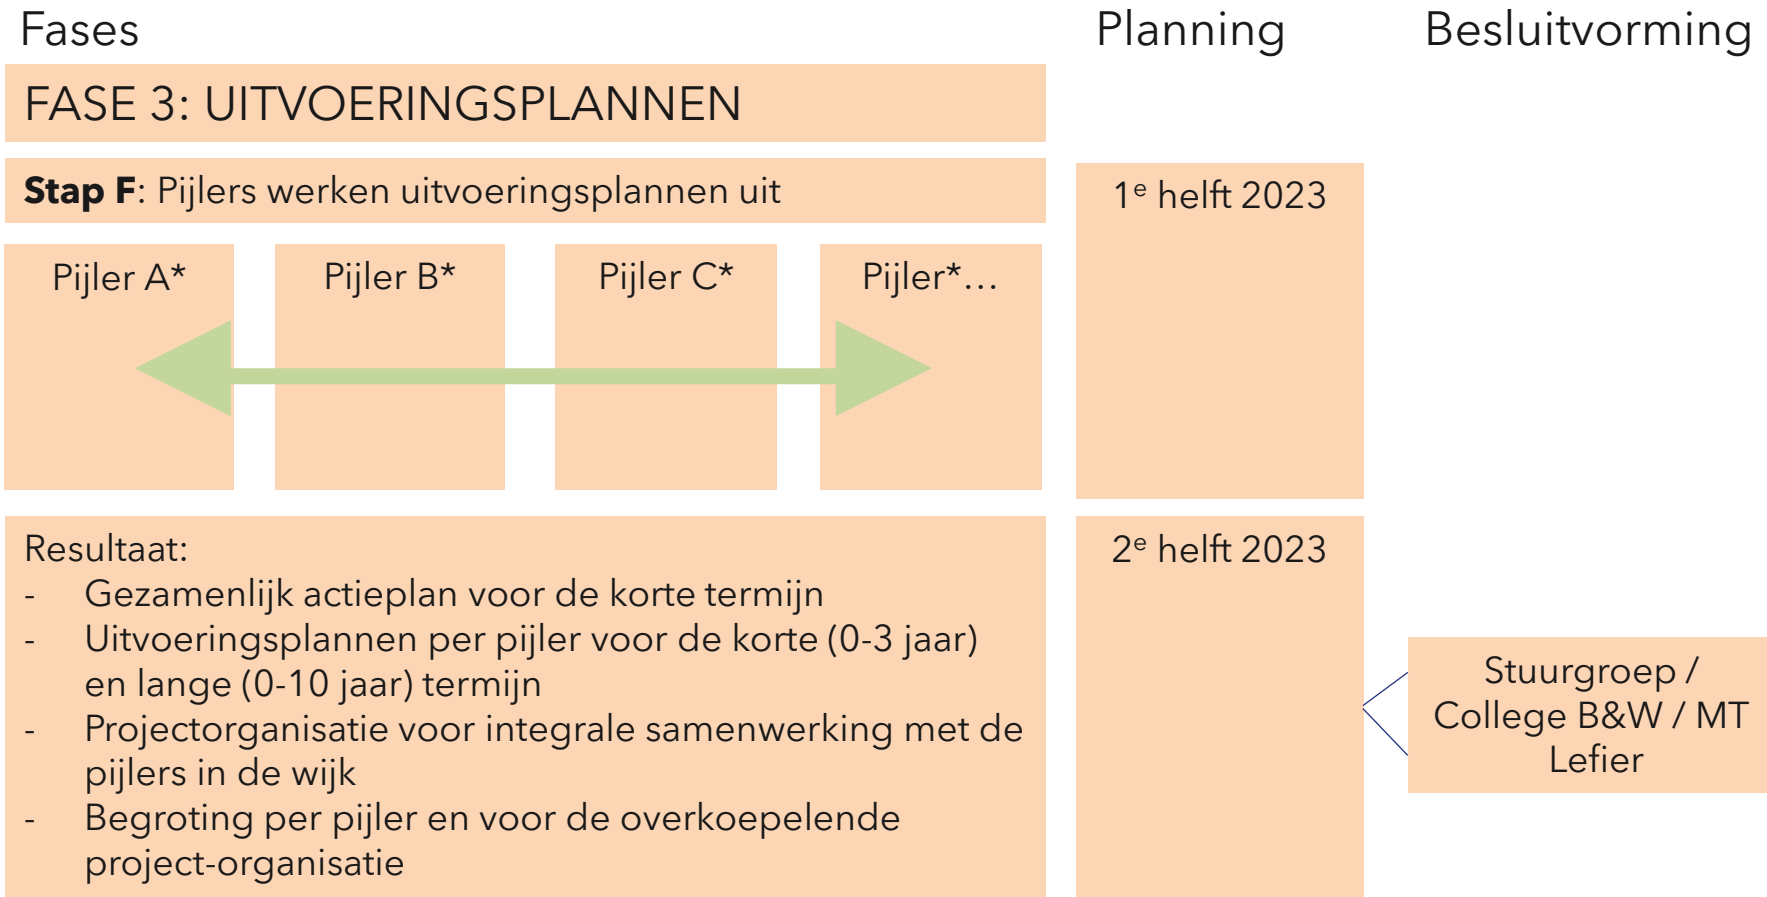 Fases
Planning
Besluitvorming
FASE 3: UITVOERINGSPLANNEN
Stap F: Pijlers werken uitvoeringsplannen uit
1e helft 2023
Pijler A*
Pijler B*
Pijler C*
Pijler*…
Resultaat:
- Gezamenlijk actieplan voor de korte termijn
- Uitvoeringsplannen per pijler voor de korte (0-3 jaar)
en lange (0-10 jaar) termijn
- Projectorganisatie voor integrale samenwerking met de
pijlers in de wijk
- Begroting per pijler en voor de overkoepelende
project-organisatie
2e helft 2023
Stuurgroep /
College B&W / MT
Lefier